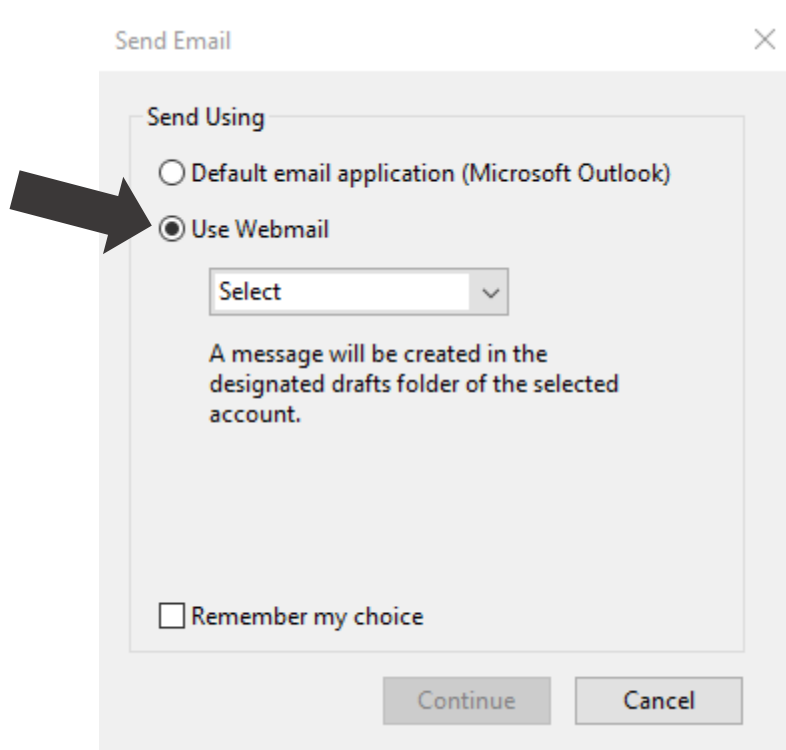 Send Email
Send Using
Default email application (Microsoft Outlook)
Use Webmail
Select
A message will be created in the
designated drafts folder of the selected
account.
Remember my choice
Continue
Cancel